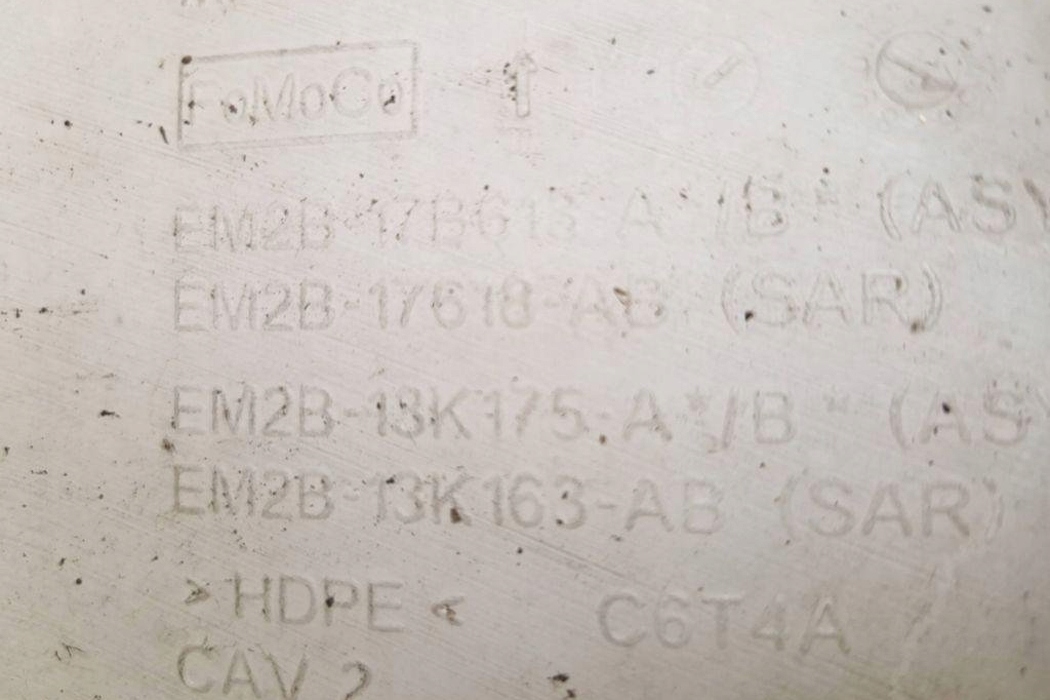 FoMoCo
EM2B-17B613-A*/B* (AS
EM2B-17618-AB (SAR)
EM2B-13K175-A*/B* (AS
EM2B-13K163-AB (SAR)
>HDPE< C6T4A
CAV 2